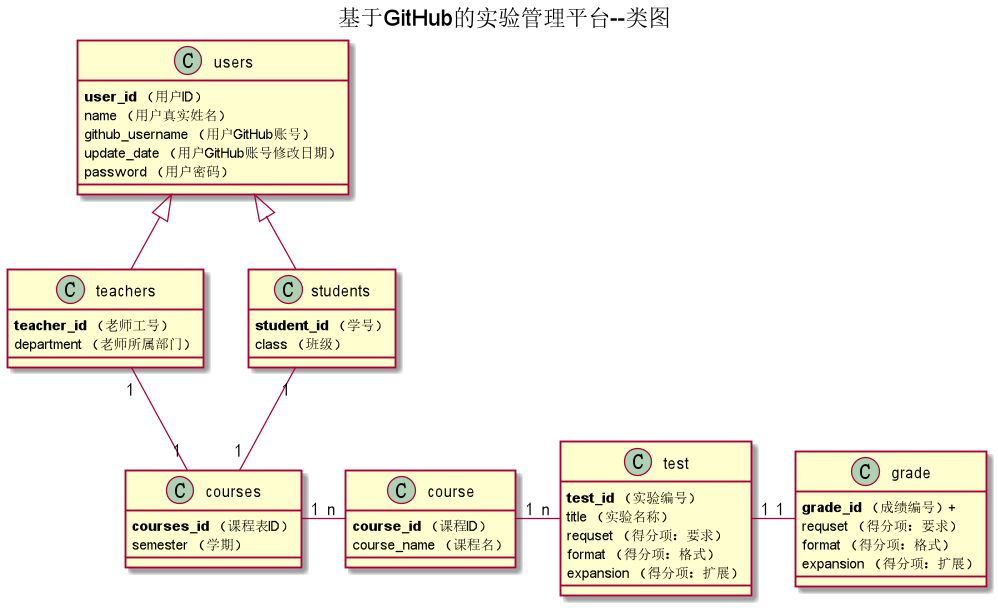 基于GitHub的实验管理平台--类图
C users
user_id （用户ID）
name （用户真实姓名）
github_username （用户GitHub账号）
update_date （用户GitHub账号修改日期）
password （用户密码）
C teachers
teacher_id （老师工号）
department （老师所属部门）
C students
student_id （学号）
class （班级）
1
1
1
1
C courses
courses_id （课程表ID）
semester （学期）
1 n
C course
course_id （课程ID）
course_name （课程名）
1 n
C test
test_id （实验编号）
title （实验名称）
requset （得分项：要求）
format （得分项：格式）
expansion （得分项：扩展）
1 1
C grade
grade_id （成绩编号）+
requset （得分项：要求）
format （得分项：格式）
expansion （得分项：扩展）